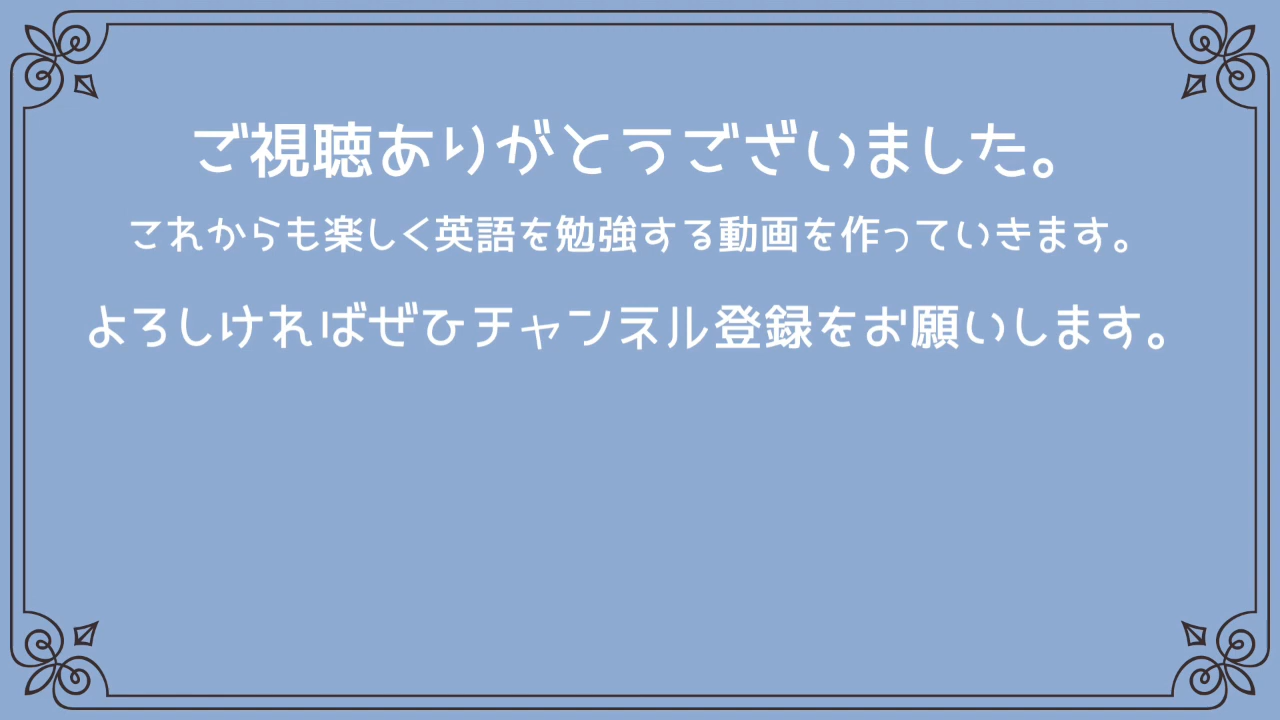 ご視聴ありがとうございました。
これからも楽しく英語を勉強する動画を作っていきます。
よろしければぜひチャンネル登録をお願いします。